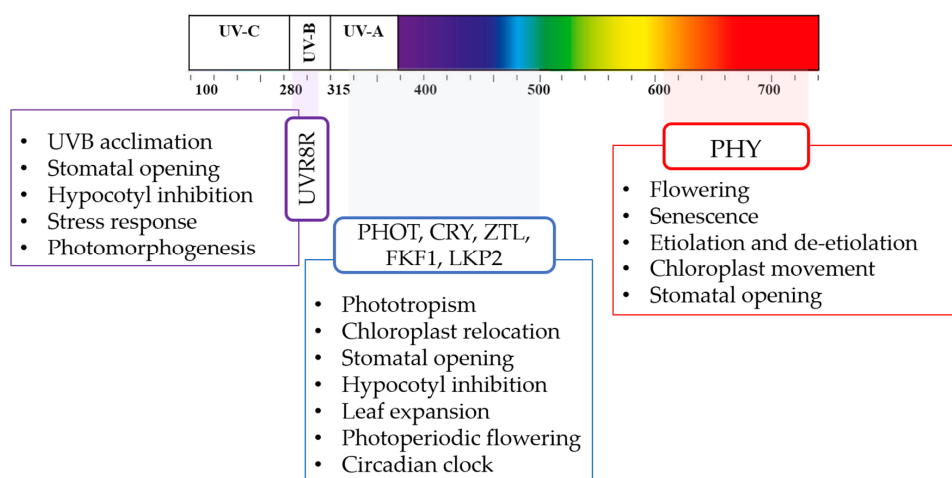 UV-C
UV-B
UV-A
100
280
315
400
500
600
700
UVR8R
• UVB acclimation
• Stomatal opening
• Hypocotyl inhibition
• Stress response
• Photomorphogenesis
PHOT, CRY, ZTL,
FKF1, LKP2
• Phototropism
• Chloroplast relocation
• Stomatal opening
• Hypocotyl inhibition
• Leaf expansion
• Photoperiodic flowering
• Circadian clock
PHY
• Flowering
• Senescence
• Etiolation and de-etiolation
• Chloroplast movement
• Stomatal opening